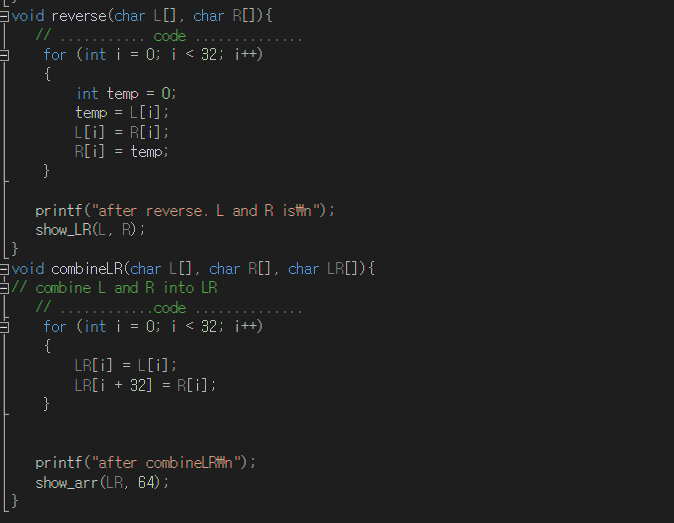 void reverse(char L[], char R[]){
// ........... code ..............
for (int i = 0; i < 32; i++)
{
int temp = 0;
temp = L[i];
L[i] = R[i];
R[i] = temp;
}
printf("after reverse. L and R is₩n");
show_LR(L, R);
}
void combineLR(char L[], char R[], char LR[]){
// combine L and R into LR
// ............code ..............
for (int i = 0; i < 32; i++)
{
LR[i] = L[i];
LR[i + 32] = R[i];
}
printf("after combineLR₩n");
show_arr(LR, 64);
}